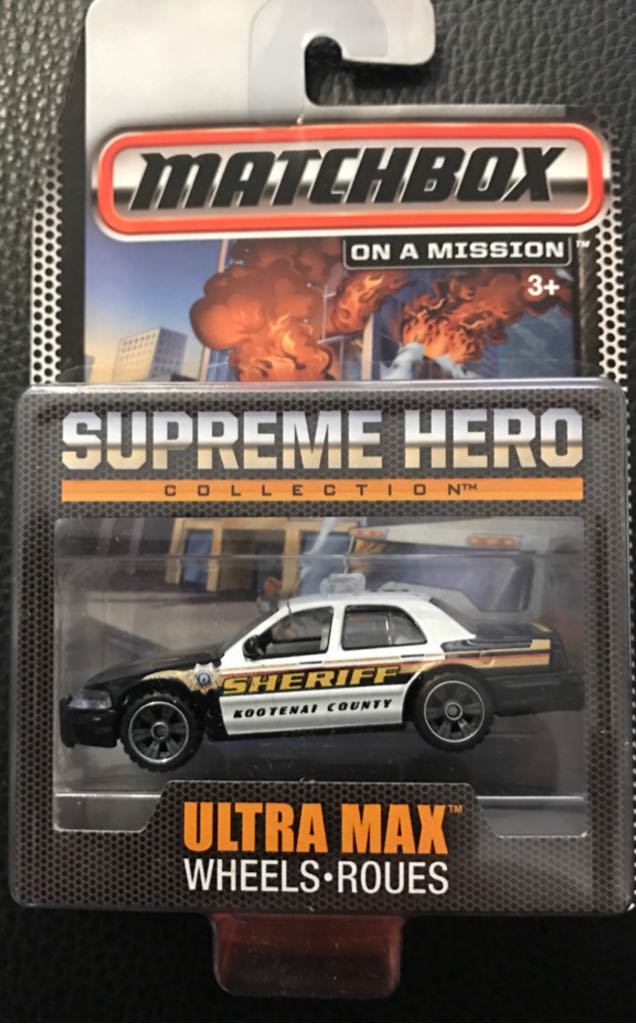 MATCHBOX
ON A MISSION™
3+
SUPREME HERO
COLLECTION™
SHERIFF
KOOTENAI COUNTY
ULTRA MAX™
WHEELS•ROUES